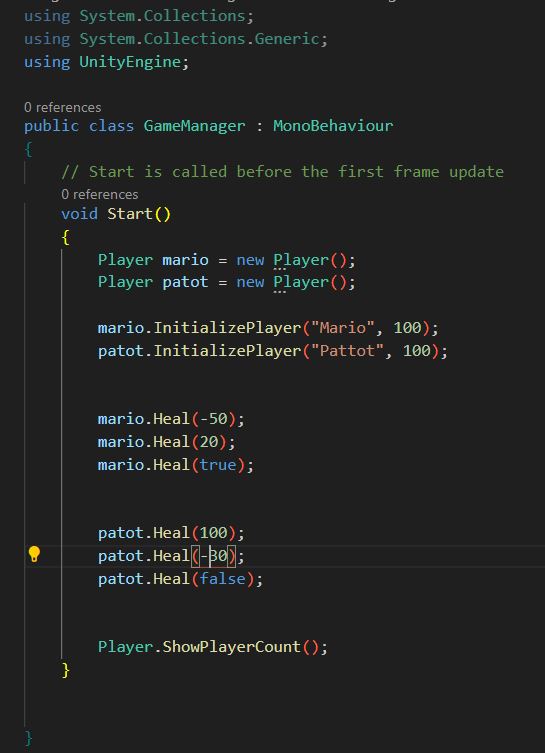 using System.Collections;
using System.Collections.Generic;
using UnityEngine;
0 references
public class GameManager : MonoBehaviour
{
// Start is called before the first frame update
0 references
void Start()
{
Player mario = new Player();
Player patot = new Player();
mario.InitializePlayer("Mario", 100);
patot.InitializePlayer("Pattot", 100);
mario.Heal(-50);
mario.Heal(20);
mario.Heal(true);
patot.Heal(100);
patot.Heal(-30);
patot.Heal(false);
Player.ShowPlayerCount();
}
}